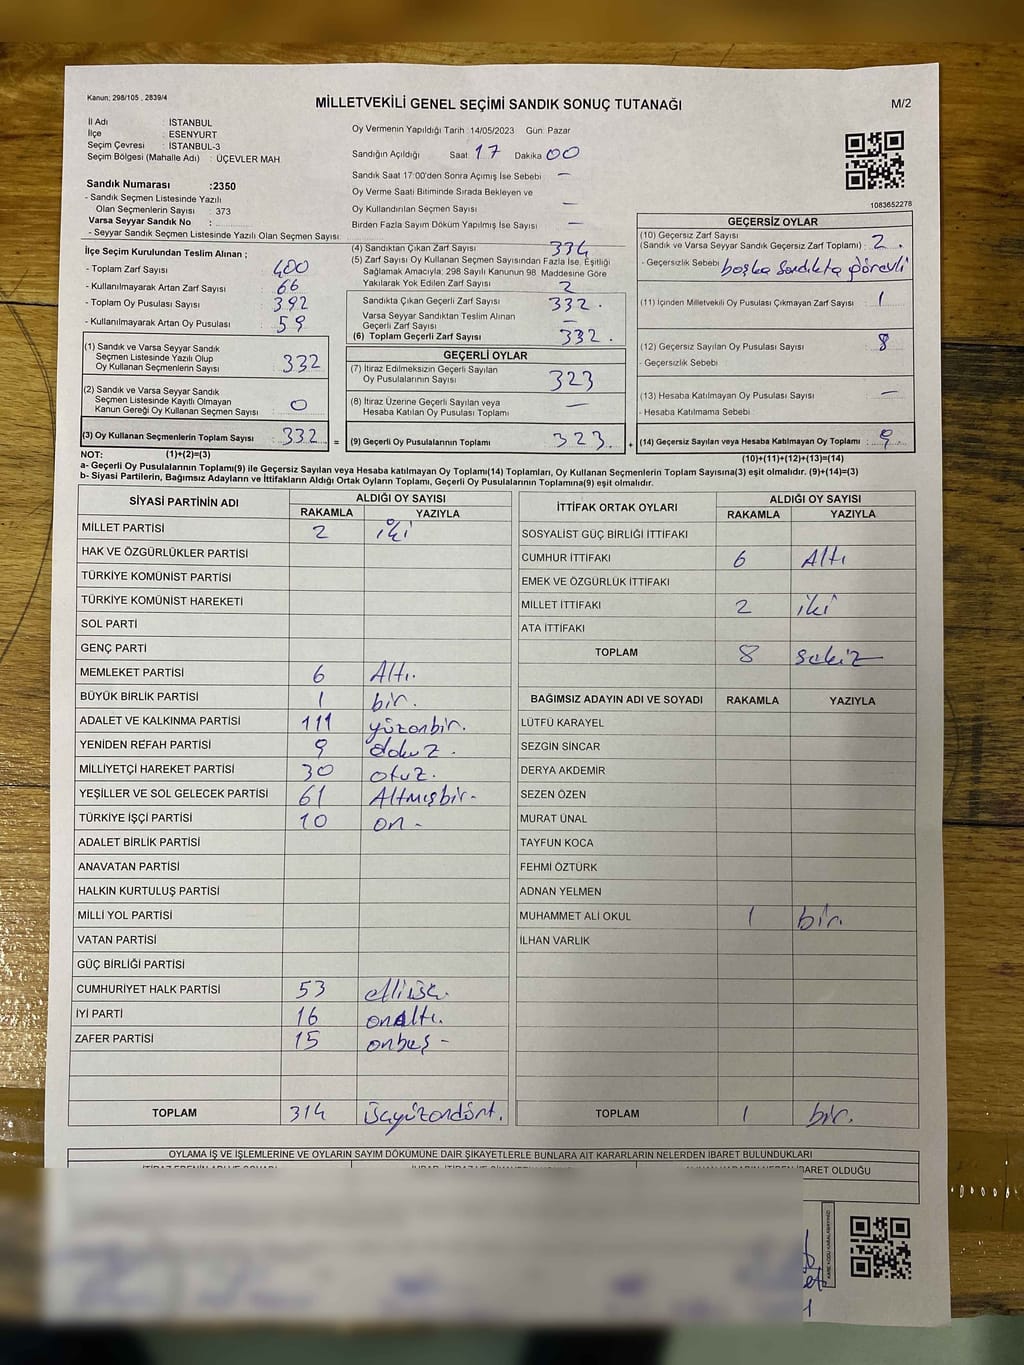 Kanun: 298/105 , 2839/4
MİLLETVEKİLİ GENEL SEÇİMİ SANDIK SONUÇ TUTANAĞI
M/2
İl Adı : İSTANBUL
İlçe : ESENYURT
Seçim Çevresi : İSTANBUL-3
Seçim Bölgesi (Mahalle Adı) : ÜÇEVLER MAH
Sandık Numarası :2350
- Sandık Seçmen Listesinde Yazılı
Olan Seçmenlerin Sayısı : 373
Varsa Seyyar Sandık No :
- Seyyar Sandık Seçmen Listesinde Yazılı Olan Seçmen Sayısı:
Oy Vermenin Yapıldığı Tarih :14/05/2023 Gün: Pazar
Sandığın Açıldığı Saat 17 Dakika 00
Sandık Saat 17:00'den Sonra Açımış İse Sebebi —
Oy Verme Saati Bitiminde Sırada Bekleyen ve
Oy Kullandırılan Seçmen Sayısı —
Birden Fazla Sayım Döküm Yapılmış İse Sayısı —
1083652278
İlçe Seçim Kurulundan Teslim Alınan ;
- Toplam Zarf Sayısı : 400
- Kullanılmayarak Artan Zarf Sayısı : 66
- Toplam Oy Pusulası Sayısı : 392
- Kullanılmayarak Artan Oy Pusulası : 59
(1) Sandık ve Varsa Seyyar Sandık
Seçmen Listesinde Yazılı Olup
Oy Kullanan Seçmenlerin Sayısı : 332
(2) Sandık ve Varsa Seyyar Sandık
Seçmen Listesinde Kayıtlı Olmayan
Kanun Gereği Oy Kullanan Seçmen Sayısı : 0
(3) Oy Kullanan Seçmenlerin Toplam Sayısı : 332 =
(4) Sandıktan Çıkan Zarf Sayısı : 334
(5) Zarf Sayısı Oy Kullanan Seçmen Sayısından Fazla İse, Eşitliği
Sağlamak Amacıyla; 298 Sayılı Kanunun 98. Maddesine Göre
Yakılarak Yok Edilen Zarf Sayısı : 2
Sandıkta Çıkan Geçerli Zarf Sayısı 332.
Varsa Seyyar Sandıktan Teslim Alınan
Geçerli Zarf Sayısı —
(6) Toplam Geçerli Zarf Sayısı : 332.
GEÇERLİ OYLAR
(7) İtiraz Edilmeksizin Geçerli Sayılan
Oy Pusulalarının Sayısı : 323
(8) İtiraz Üzerine Geçerli Sayılan veya
Hesaba Katılan Oy Pusulası Toplamı : —
(9) Geçerli Oy Pusulalarının Toplamı : 323. +
GEÇERSİZ OYLAR
(10) Geçersiz Zarf Sayısı
(Sandık ve Varsa Seyyar Sandık Geçersiz Zarf Toplamı) : 2.
- Geçersizlik Sebebi : başka sandıkta görevli
(11) İçinden Milletvekili Oy Pusulası Çıkmayan Zarf Sayısı : 1
(12) Geçersiz Sayılan Oy Pusulası Sayısı : 8
- Geçersizlik Sebebi :
(13) Hesaba Katılmayan Oy Pusulası Sayısı : —
- Hesaba Katılmama Sebebi :
(14) Geçersiz Sayılan veya Hesaba Katılmayan Oy Toplamı : 9.
NOT: (1)+(2)=(3)
(10)+(11)+(12)+(13)=(14)
a- Geçerli Oy Pusulalarının Toplamı(9) ile Geçersiz Sayılan veya Hesaba katılmayan Oy Toplamı(14) Toplamları, Oy Kullanan Seçmenlerin Toplam Sayısına(3) eşit olmalıdır. (9)+(14)=(3)
b- Siyasi Partilerin, Bağımsız Adayların ve İttifakların Aldığı Ortak Oyların Toplamı, Geçerli Oy Pusulalarının Toplamına(9) eşit olmalıdır.
SİYASİ PARTİNİN ADI ALDIĞI OY SAYISI
RAKAMLA YAZIYLA
MİLLET PARTİSİ 2 iki
HAK VE ÖZGÜRLÜKLER PARTİSİ
TÜRKİYE KOMÜNİST PARTİSİ
TÜRKİYE KOMÜNİST HAREKETİ
SOL PARTİ
GENÇ PARTİ
MEMLEKET PARTİSİ 6 Altı.
BÜYÜK BİRLİK PARTİSİ 1 bir.
ADALET VE KALKINMA PARTİSİ 111 yüzonbir.
YENİDEN REFAH PARTİSİ 9 dokuz.
MİLLİYETÇİ HAREKET PARTİSİ 30 otuz.
YEŞİLLER VE SOL GELECEK PARTİSİ 61 Altmışbir-
TÜRKİYE İŞÇİ PARTİSİ 10 on-
ADALET BİRLİK PARTİSİ
ANAVATAN PARTİSİ
HALKIN KURTULUŞ PARTİSİ
MİLLİ YOL PARTİSİ
VATAN PARTİSİ
GÜÇ BİRLİĞİ PARTİSİ
CUMHURİYET HALK PARTİSİ 53 elliüç.
İYİ PARTİ 16 onaltı.
ZAFER PARTİSİ 15 onbeş-
TOPLAM 314 üçyüzondört.
İTTİFAK ORTAK OYLARI ALDIĞI OY SAYISI
RAKAMLA YAZIYLA
SOSYALİST GÜÇ BİRLİĞİ İTTİFAKI
CUMHUR İTTİFAKI 6 Altı
EMEK VE ÖZGÜRLÜK İTTİFAKI
MİLLET İTTİFAKI 2 iki
ATA İTTİFAKI
TOPLAM 8 sekiz
BAĞIMSIZ ADAYIN ADI VE SOYADI RAKAMLA YAZIYLA
LÜTFÜ KARAYEL
SEZGİN SİNCAR
DERYA AKDEMİR
SEZEN ÖZEN
MURAT ÜNAL
TAYFUN KOCA
FEHMİ ÖZTÜRK
ADNAN YELMEN
MUHAMMET ALİ OKUL 1 bir.
İLHAN VARLIK
TOPLAM 1 bir.
OYLAMA İŞ VE İŞLEMLERİNE VE OYLARIN SAYIM DÖKÜMÜNE DAİR ŞİKAYETLERLE BUNLARA AİT KARARLARIN NELERDEN İBARET BULUNDUKLARI
İBARET OLDUĞU